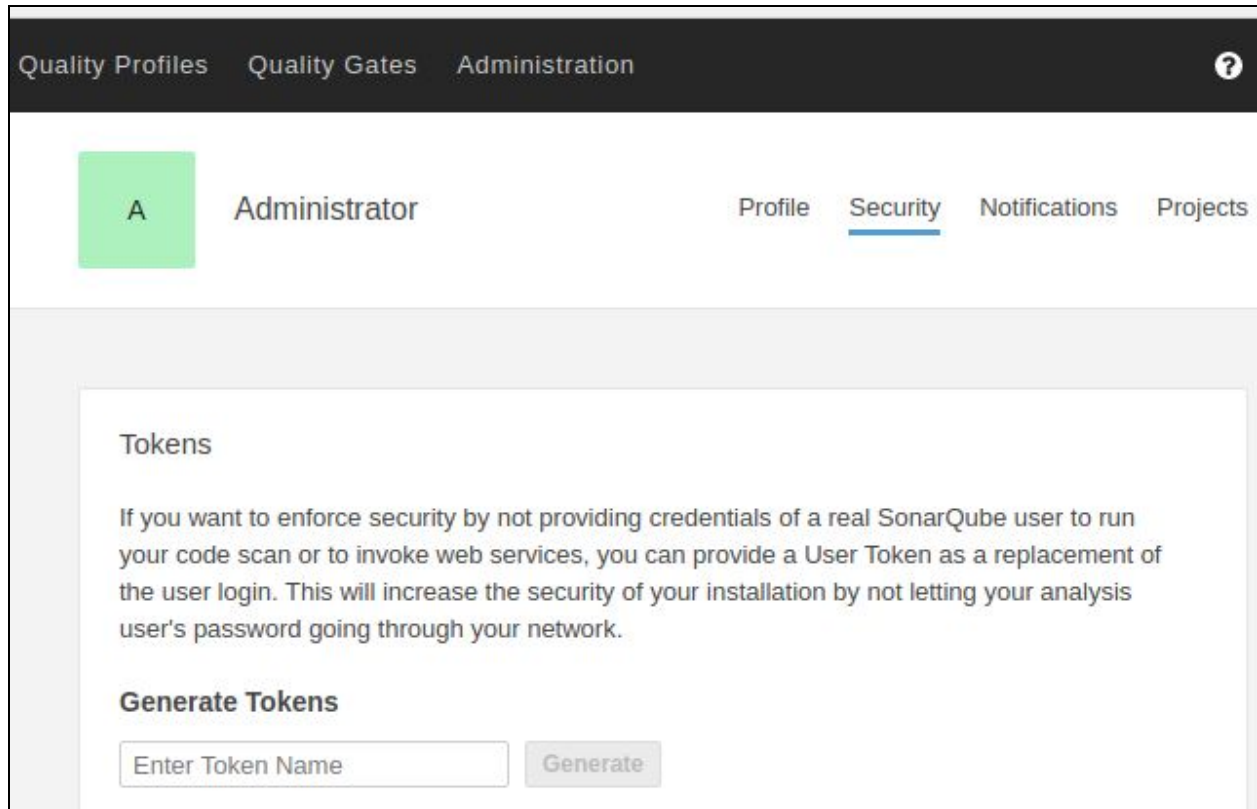 Quality Profiles Quality Gates Administration ?
A Administrator Profile Security Notifications Projects
Tokens
If you want to enforce security by not providing credentials of a real SonarQube user to run
your code scan or to invoke web services, you can provide a User Token as a replacement of
the user login. This will increase the security of your installation by not letting your analysis
user's password going through your network.
Generate Tokens
Enter Token Name Generate